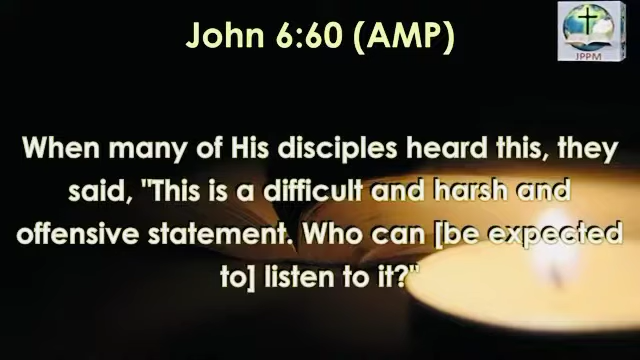 John 6:60 (AMP)
JPPM
When many of His disciples heard this, they
said, "This is a difficult and harsh and
offensive statement. Who can [be expected
to] listen to it?"